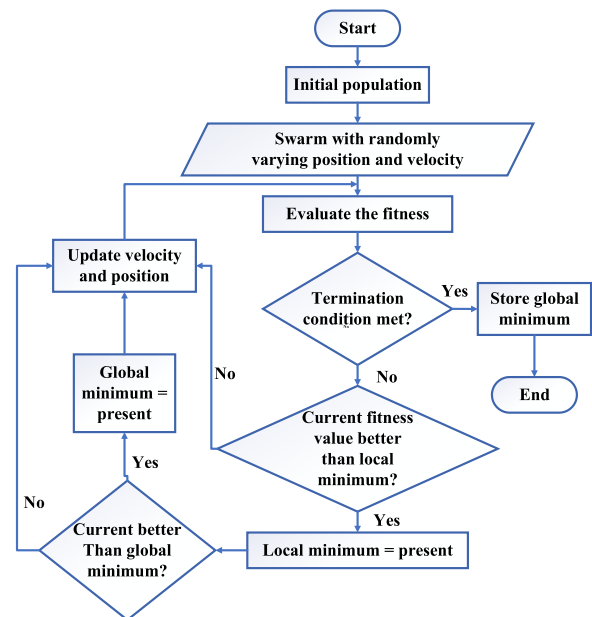 Start
Initial population
Swarm with randomly
varying position and velocity
Evaluate the fitness
Update velocity
and position
Termination
condition met?
Yes
Store global
minimum
End
No
Global
minimum =
present
No
Current fitness
value better
than local
minimum?
Yes
Yes
No
Current better
Than global
minimum?
Local minimum = present